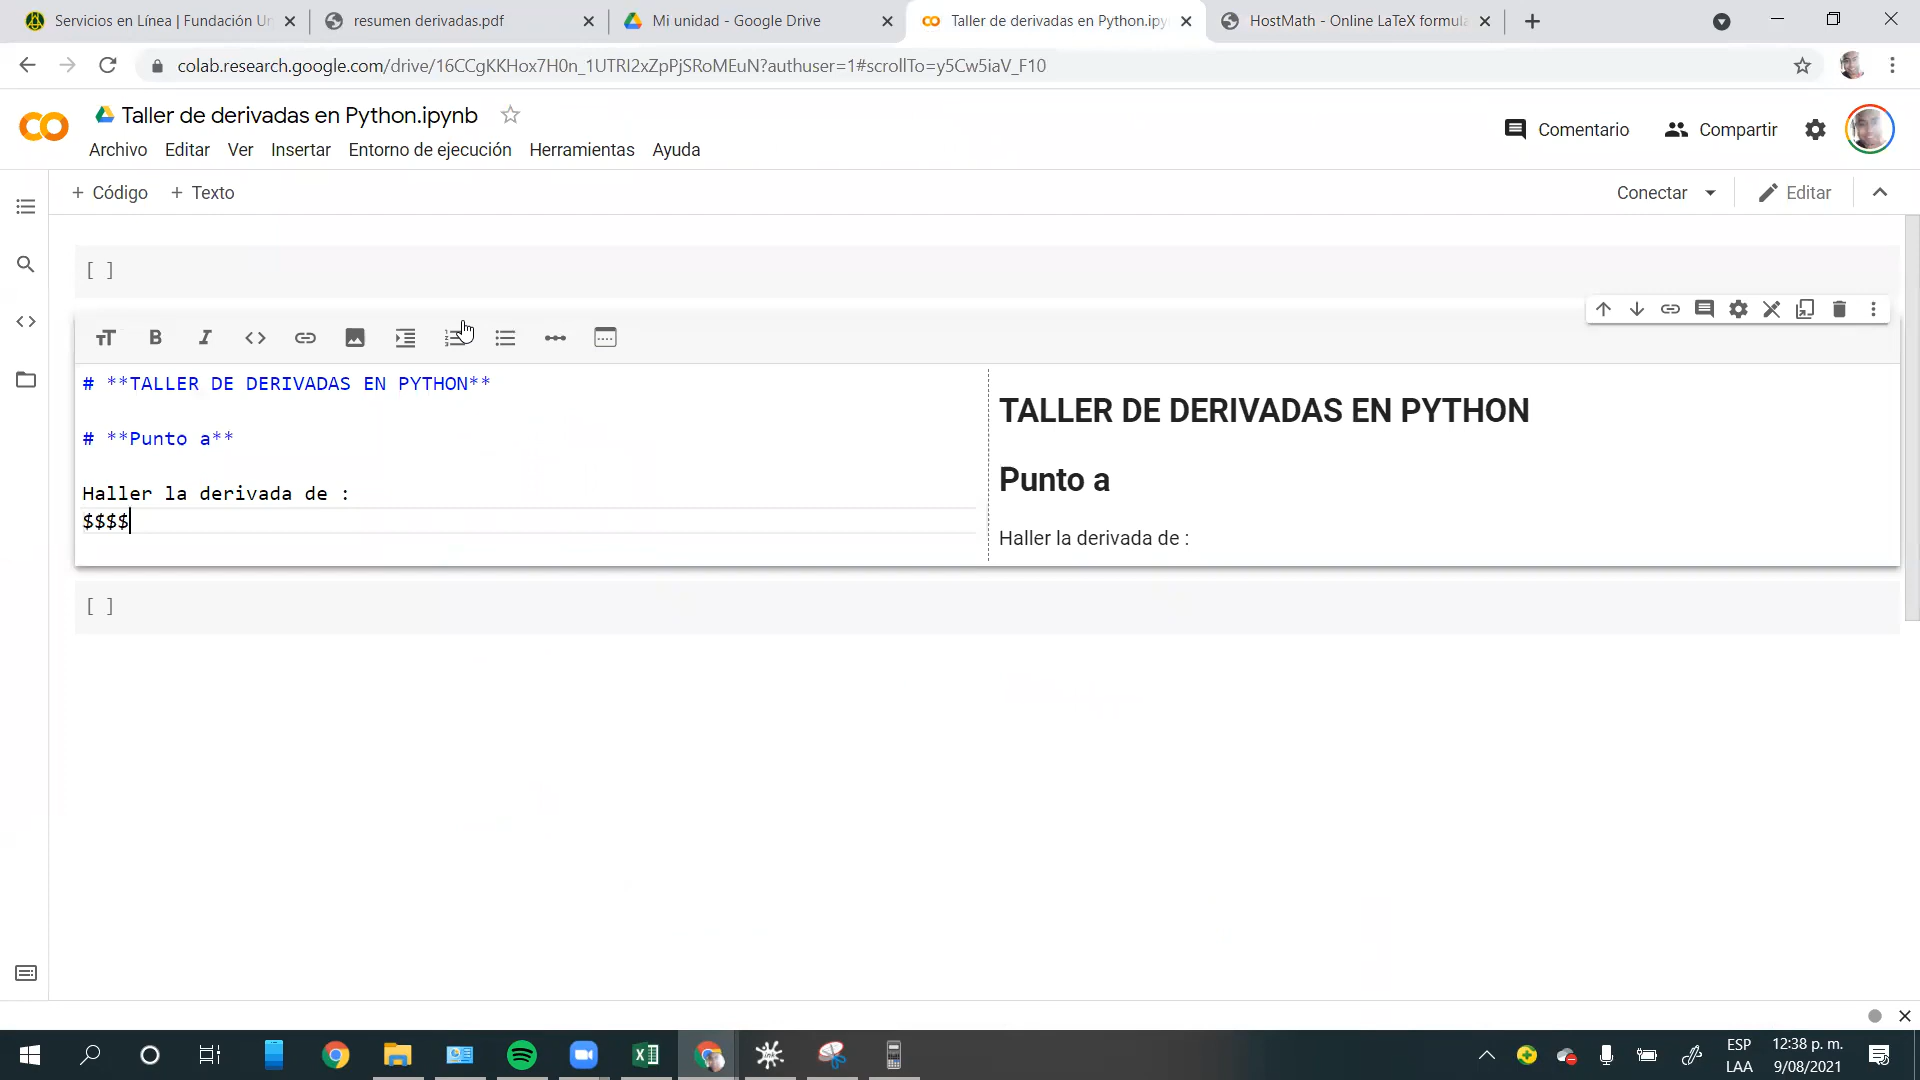 Servicios en Línea | Fundación Un
resumen derivadas.pdf
Mi unidad - Google Drive
Taller de derivadas en Python.ipy
HostMath - Online LaTeX formula
colab.research.google.com/drive/16CCgKKHox7H0n_1UTRI2xZpPjSRoMEuN?authuser=1#scrollTo=y5Cw5iaV_F10
Taller de derivadas en Python.ipynb
Comentario
Compartir
Archivo Editar Ver Insertar Entorno de ejecución Herramientas Ayuda
+ Código + Texto
Conectar
Editar
[ ]
# **TALLER DE DERIVADAS EN PYTHON**
# **Punto a**
Haller la derivada de :
$$$$
TALLER DE DERIVADAS EN PYTHON
Punto a
Haller la derivada de :
[ ]
ESP
LAA
12:38 p. m.
9/08/2021